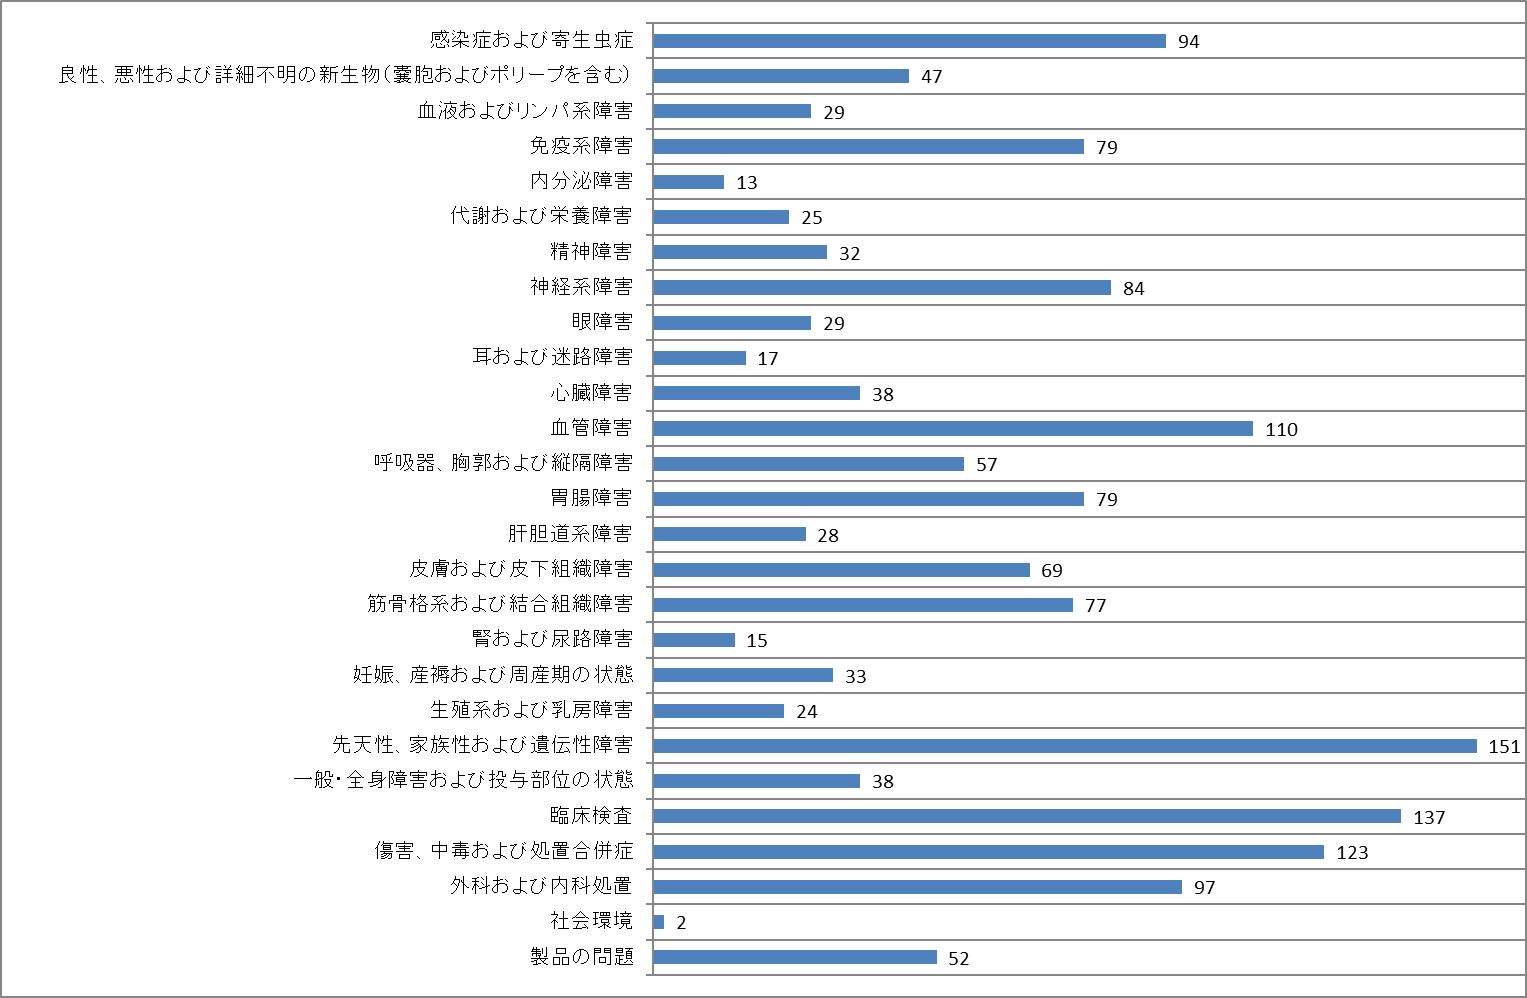 感染症および寄生虫症 94
良性、悪性および詳細不明の新生物（嚢胞およびポリープを含む） 47
血液およびリンパ系障害 29
免疫系障害 79
内分泌障害 13
代謝および栄養障害 25
精神障害 32
神経系障害 84
眼障害 29
耳および迷路障害 17
心臓障害 38
血管障害 110
呼吸器、胸郭および縦隔障害 57
胃腸障害 79
肝胆道系障害 28
皮膚および皮下組織障害 69
筋骨格系および結合組織障害 77
腎および尿路障害 15
妊娠、産褥および周産期の状態 33
生殖系および乳房障害 24
先天性、家族性および遺伝性障害 151
一般・全身障害および投与部位の状態 38
臨床検査 137
傷害、中毒および処置合併症 123
外科および内科処置 97
社会環境 2
製品の問題 52